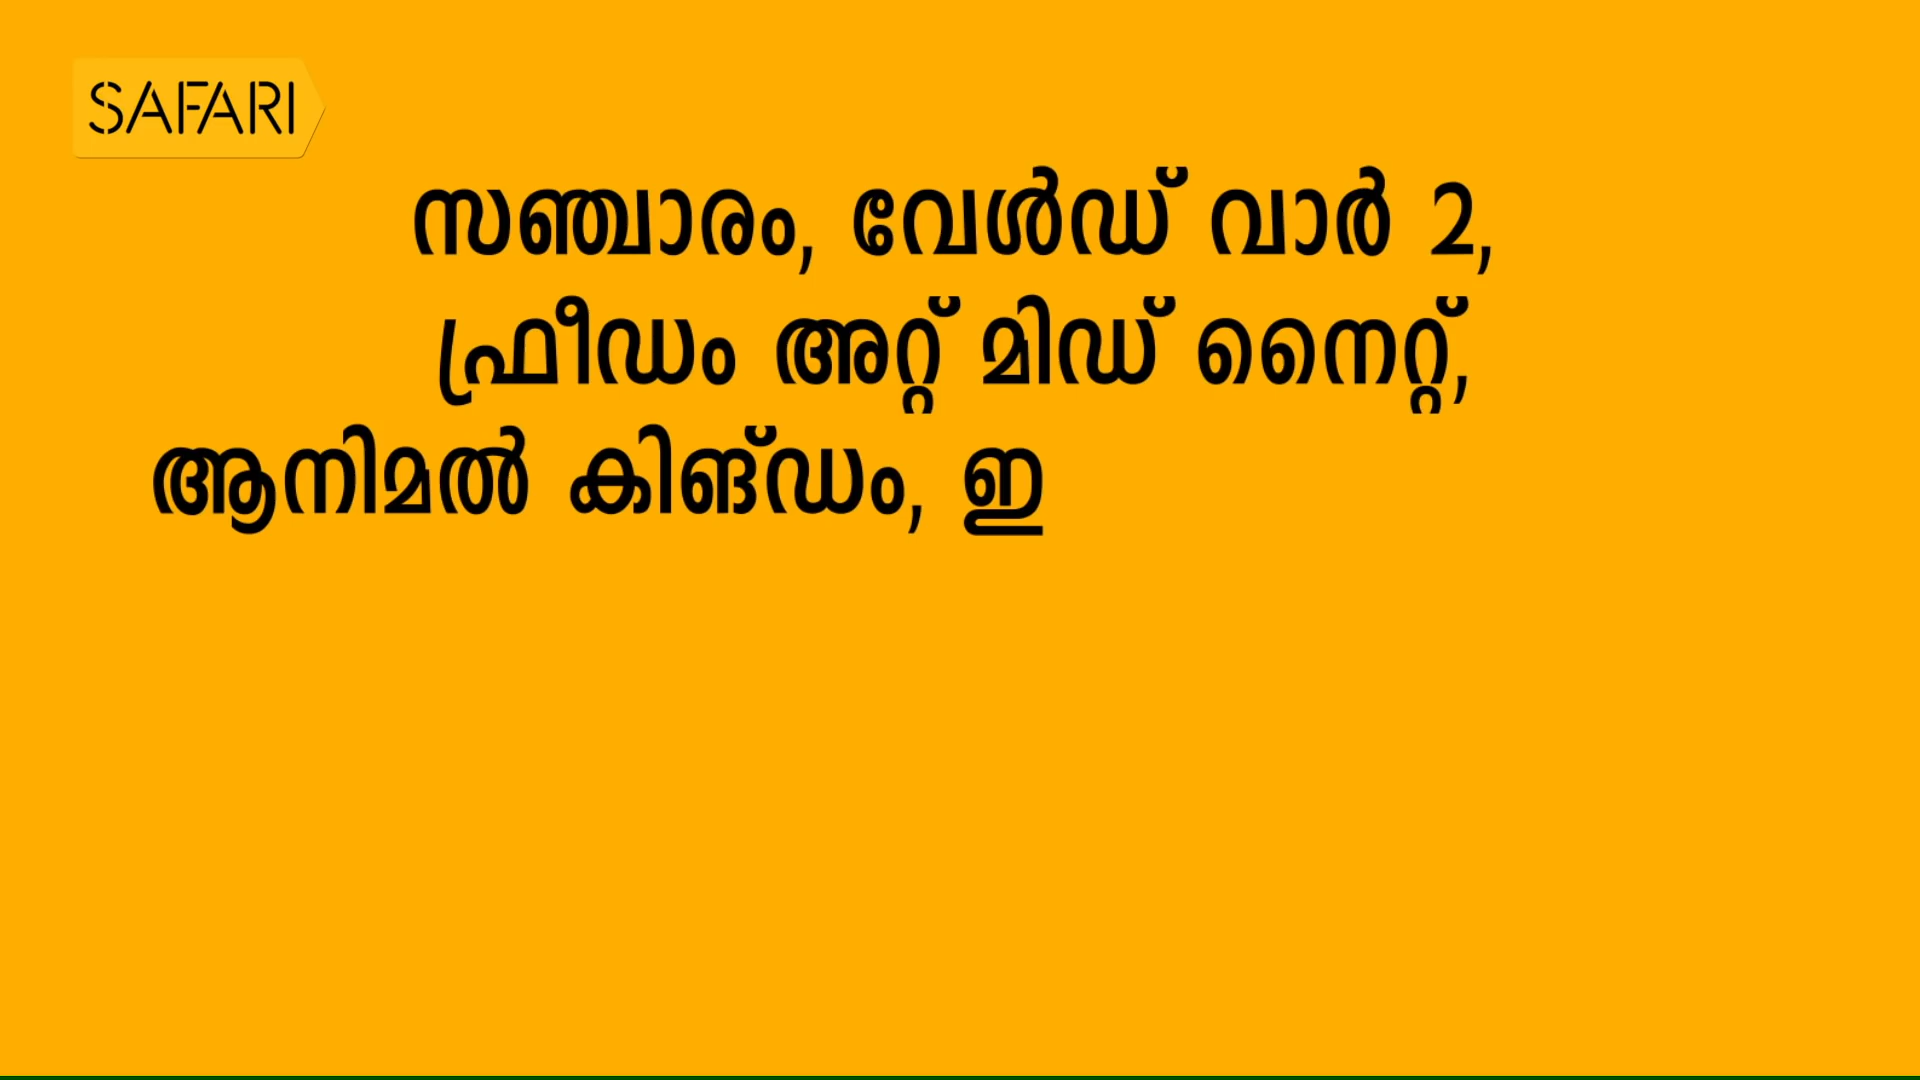 SAFARI
സഞ്ചാരം, വേൾഡ് വാർ 2,
ഫ്രീഡം അറ്റ് മിഡ് നൈറ്റ്,
ആനിമൽ കിങ്ഡം, ഇ